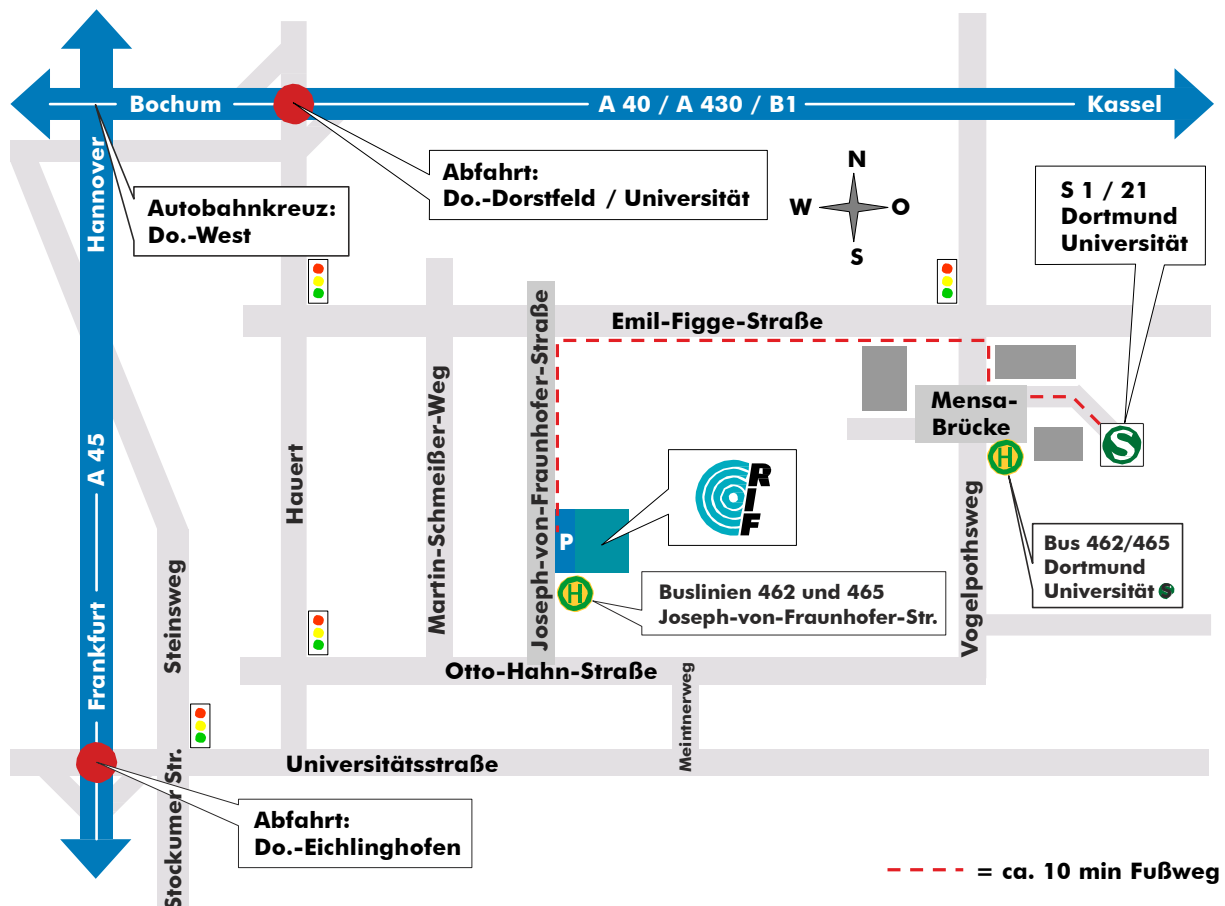 Bochum
A 40 / A 430 / B1
Kassel
Hannover
Abfahrt:
Do.-Dorstfeld / Universität
N
W
O
S
S 1 / 21
Dortmund
Universität
Autobahnkreuz:
Do.-West
Emil-Figge-Straße
Joseph-von-Fraunhofer-Straße
Martin-Schmeißer-Weg
Hauert
A 45
Mensa-
Brücke
S
H
RIF
P
Vogelpothsweg
Bus 462/465
Dortmund
Universität S
H
Buslinien 462 und 465
Joseph-von-Fraunhofer-Str.
Steinsweg
Frankfurt
Otto-Hahn-Straße
Meintnerweg
Universitätsstraße
Stockumer Str.
Abfahrt:
Do.-Eichlinghofen
= ca. 10 min Fußweg